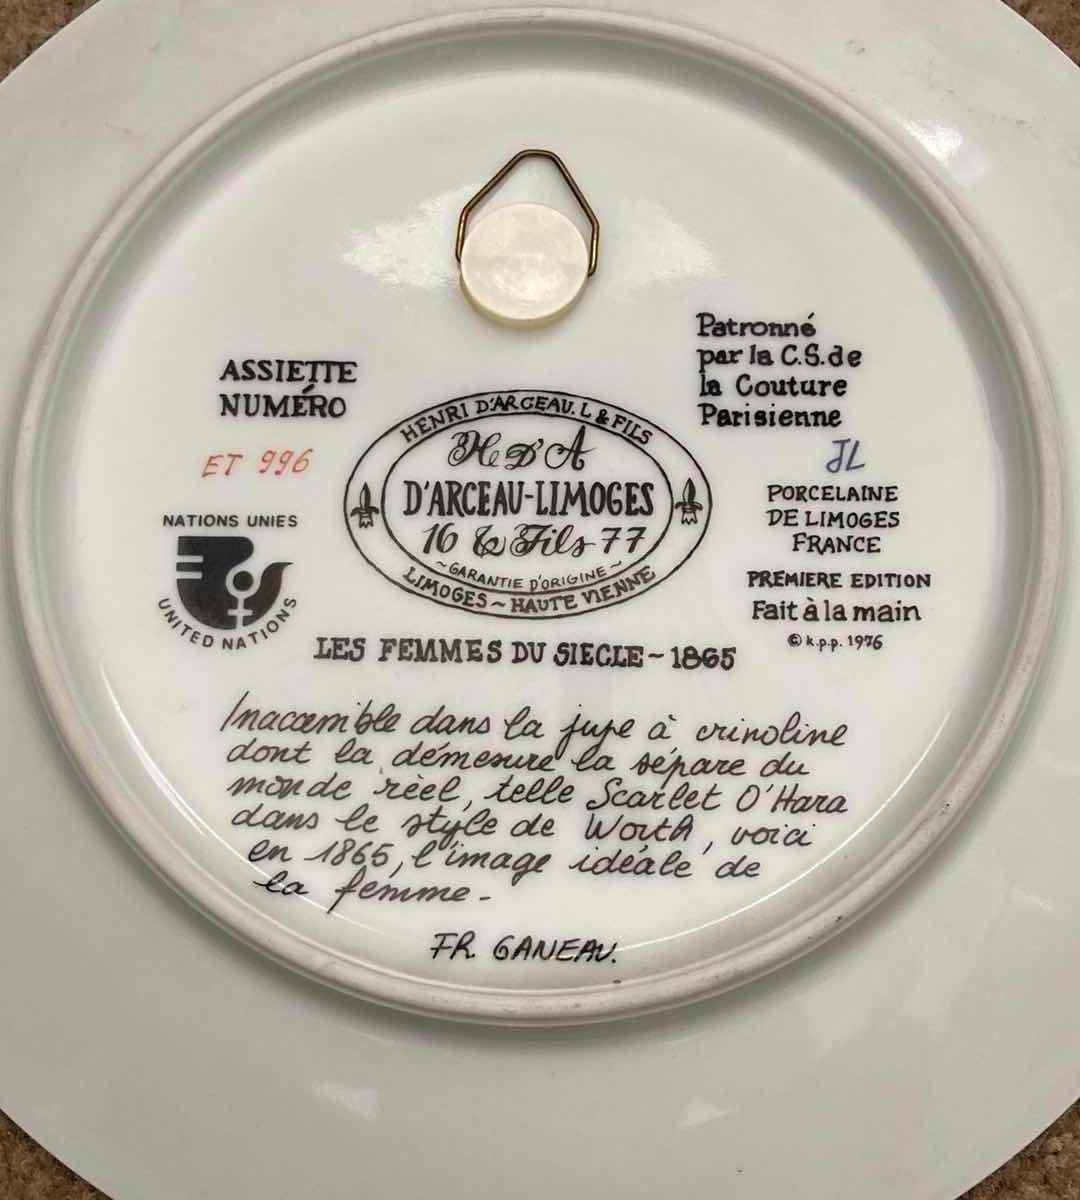 ASSIETTE
NUMÉRO
ET 996
Patronné
par la C.S. de
la Couture
Parisienne
JL
HENRI D'ARCEAU. L & FILS
H D'A
D'ARCEAU-LIMOGES
16 & Fils 77
~GARANTIE D'ORIGINE~
LIMOGES ~ HAUTE VIENNE
NATIONS UNIES
UNITED NATIONS
PORCELAINE
DE LIMOGES
FRANCE
PREMIERE EDITION
Fait à la main
© k.p.p. 1976
LES FEMMES DU SIECLE ~ 1865
Inaccessible dans la jupe à crinoline
dont la démesure la sépare du
monde rèel, telle Scarlet O'Hara
dans le style de Worth, voici
en 1865, l'image idéale de
la femme -
FR. GANEAU.